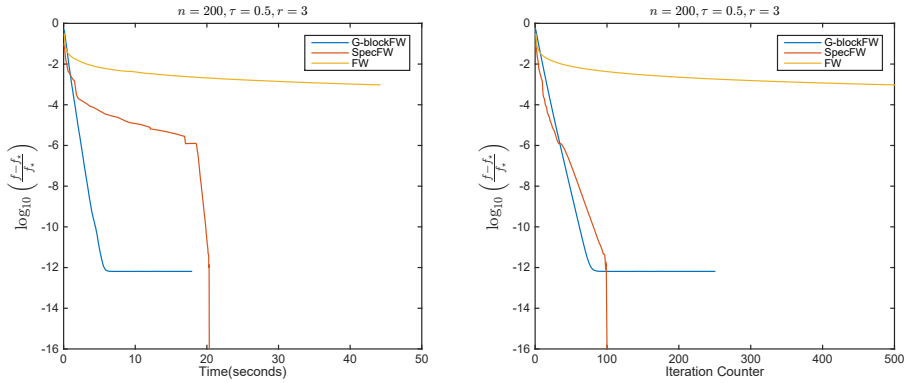 n = 200, τ = 0.5, r = 3
0
-2
-4
-6
-8
-10
-12
-14
-16
0
10
20
30
40
50
log₁₀ ((f−f⋆)/f⋆)
Time(seconds)
G-blockFW
SpecFW
FW
n = 200, τ = 0.5, r = 3
0
-2
-4
-6
-8
-10
-12
-14
-16
0
100
200
300
400
500
log₁₀ ((f−f⋆)/f⋆)
Iteration Counter
G-blockFW
SpecFW
FW